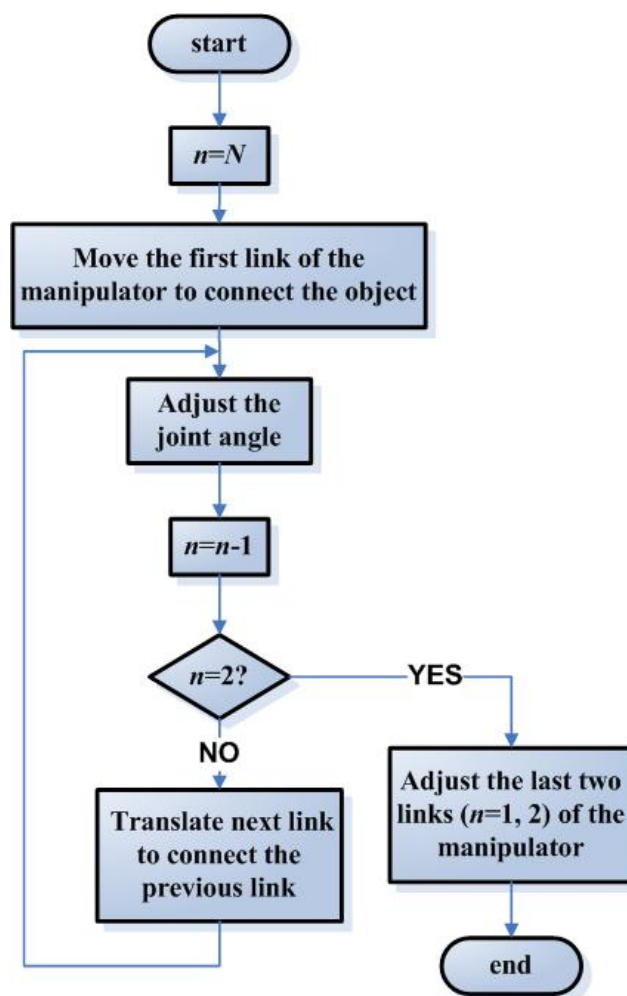 start
n=N
Move the first link of the
manipulator to connect the object
Adjust the
joint angle
n=n-1
n=2?
YES
NO
Translate next link
to connect the
previous link
Adjust the last two
links (n=1, 2) of the
manipulator
end